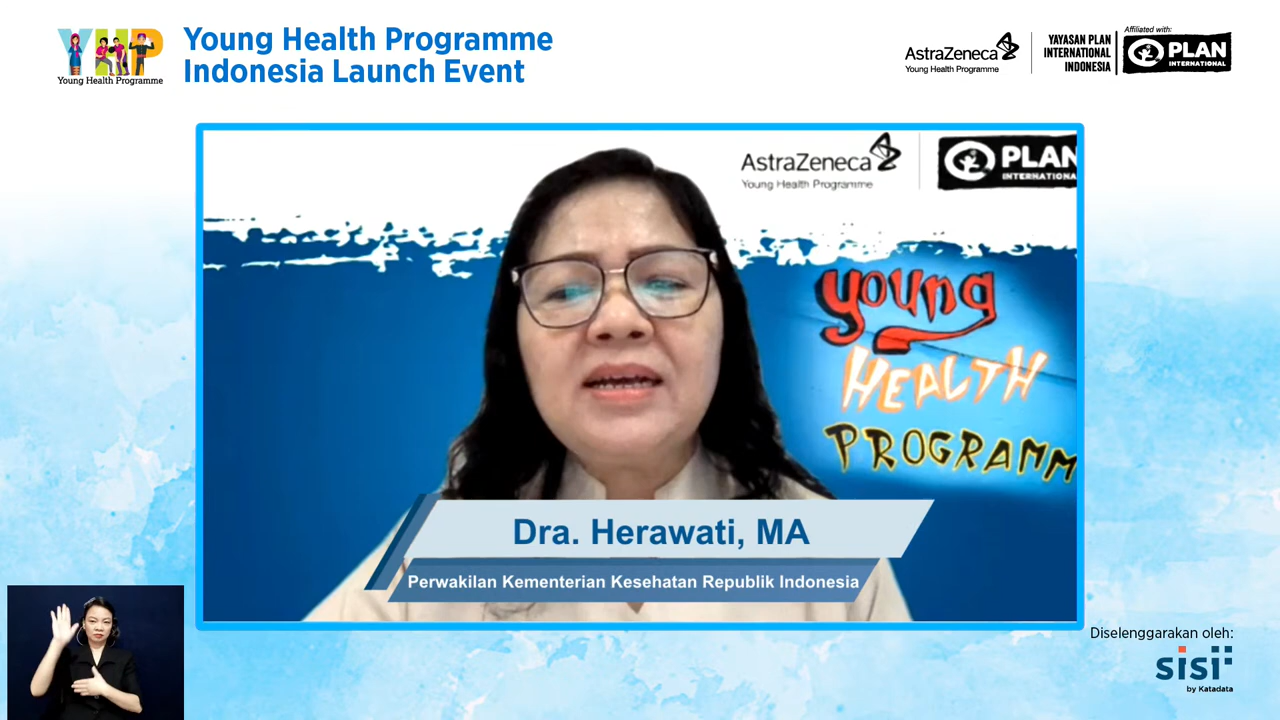 YHP
Young Health Programme
Young Health Programme
Indonesia Launch Event
AstraZeneca
Young Health Programme
YAYASAN PLAN
INTERNATIONAL
INDONESIA
Affiliated with:
PLAN
INTERNATIONAL
AstraZeneca
Young Health Programme
PLAN
INTERNATIONA
young
HEALTH
PROGRAMM
Dra. Herawati, MA
Perwakilan Kementerian Kesehatan Republik Indonesia
Diselenggarakan oleh:
sisi
by Katadata